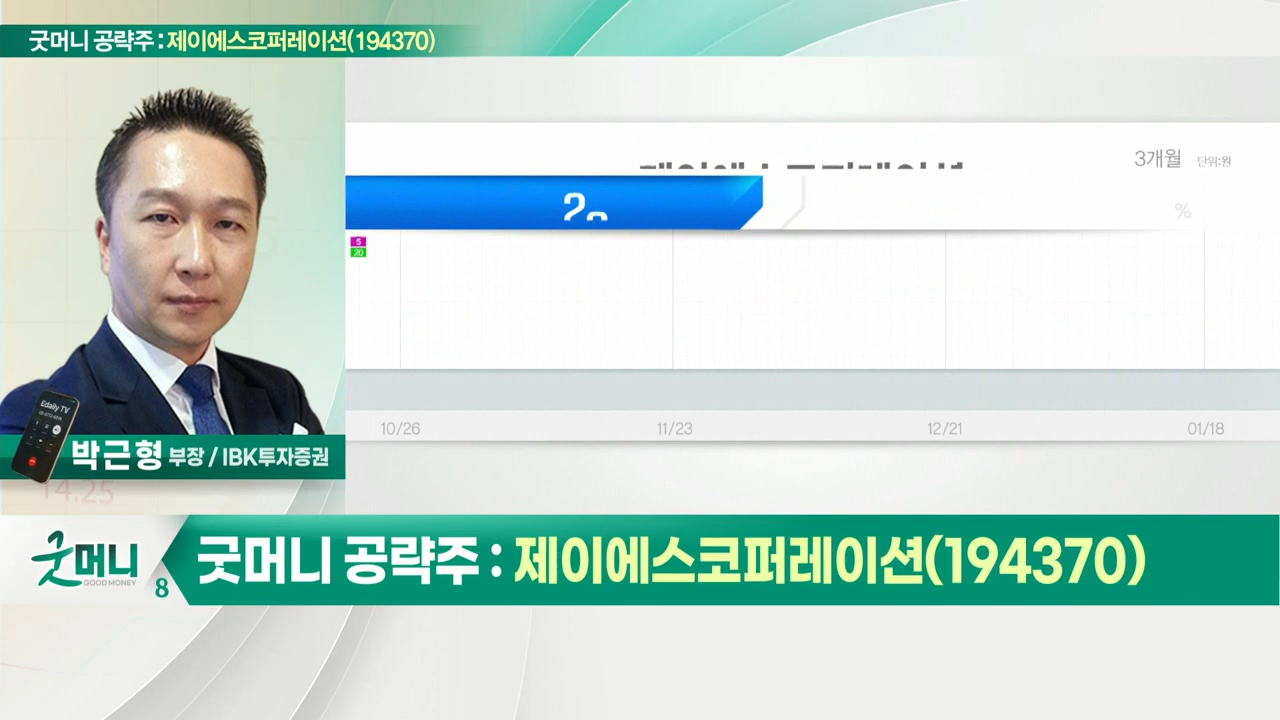 굿머니 공략주 : 제이에스코퍼레이션(194370)
3개월 단위:원
%
5
20
10/26 11/23 12/21 01/18
Edaily TV
박근형 부장 / IBK투자증권
14.25
굿머니
GOOD MONEY
8
굿머니 공략주 : 제이에스코퍼레이션(194370)